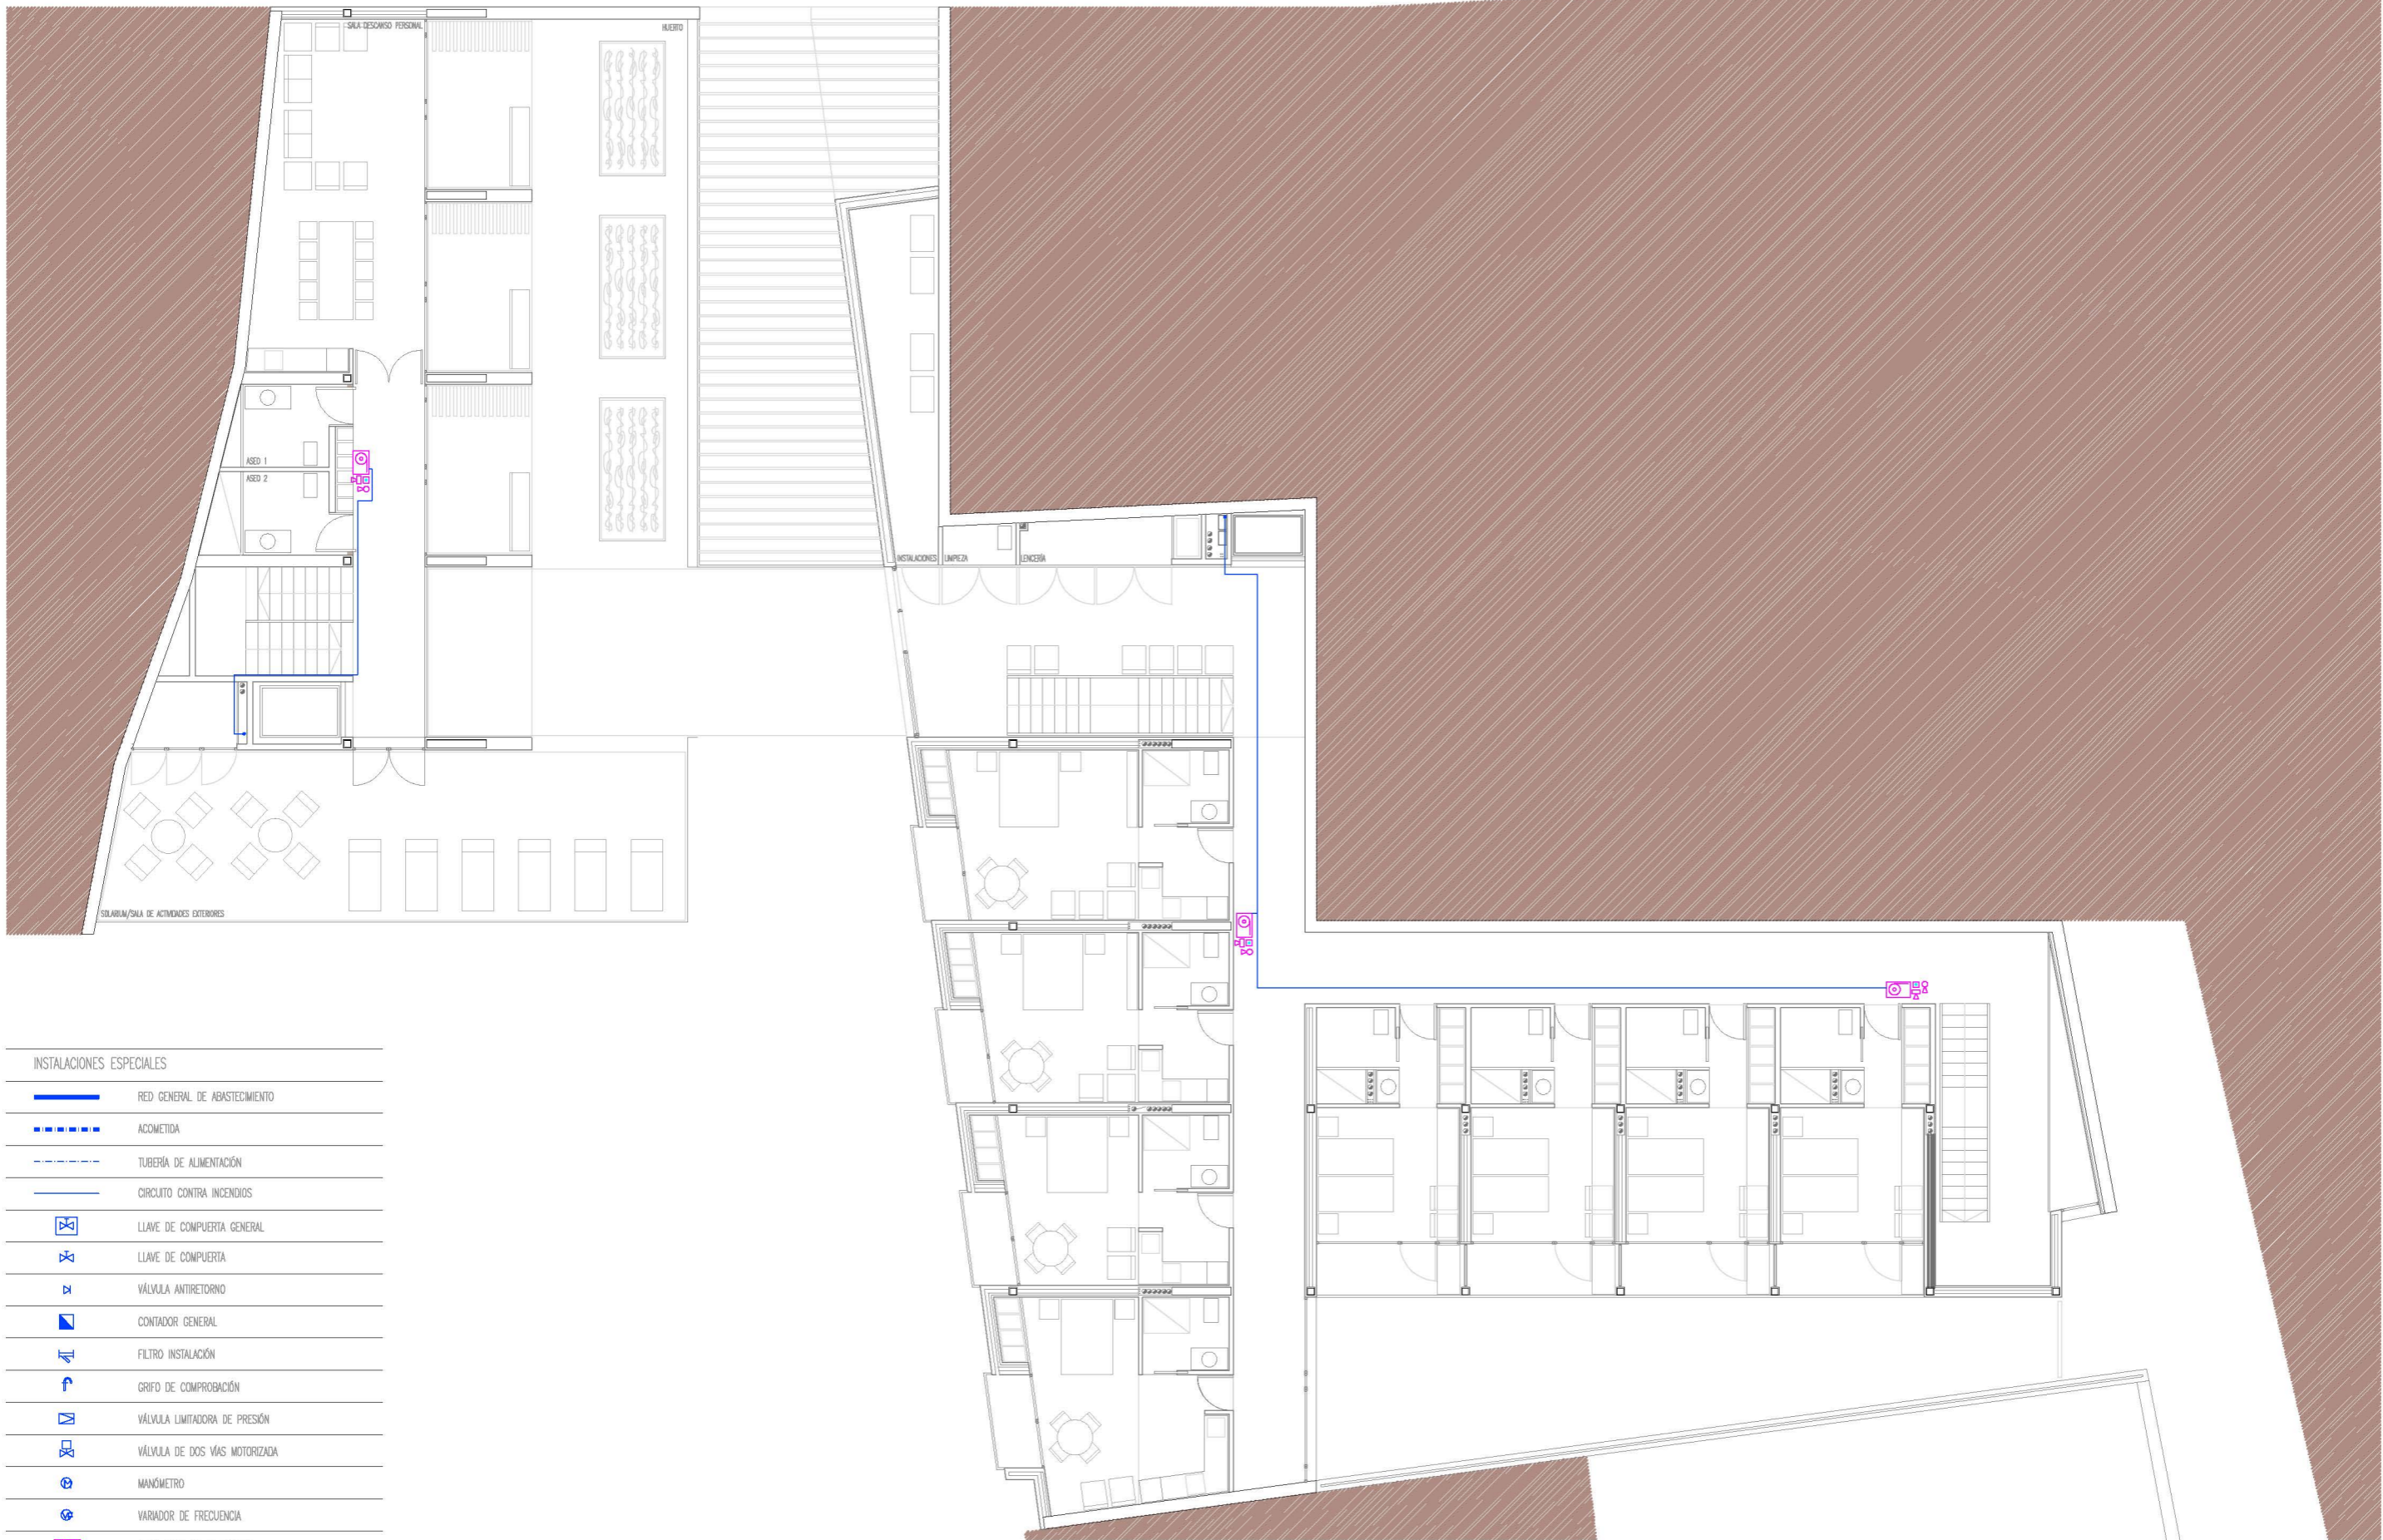 SALA DESCANSO PERSONAL
HUERTO
ASEO 1
ASEO 2
INSTALACIONES
LIMPIEZA
LENCERÍA
SOLARIUM/SALA DE ACTIVIDADES EXTERIORES
INSTALACIONES ESPECIALES
RED GENERAL DE ABASTECIMIENTO
ACOMETIDA
TUBERÍA DE ALIMENTACIÓN
CIRCUITO CONTRA INCENDIOS
LLAVE DE COMPUERTA GENERAL
LLAVE DE COMPUERTA
VÁLVULA ANTIRETORNO
CONTADOR GENERAL
FILTRO INSTALACIÓN
GRIFO DE COMPROBACIÓN
VÁLVULA LIMITADORA DE PRESIÓN
VÁLVULA DE DOS VÍAS MOTORIZADA
MANÓMETRO
VARIADOR DE FRECUENCIA